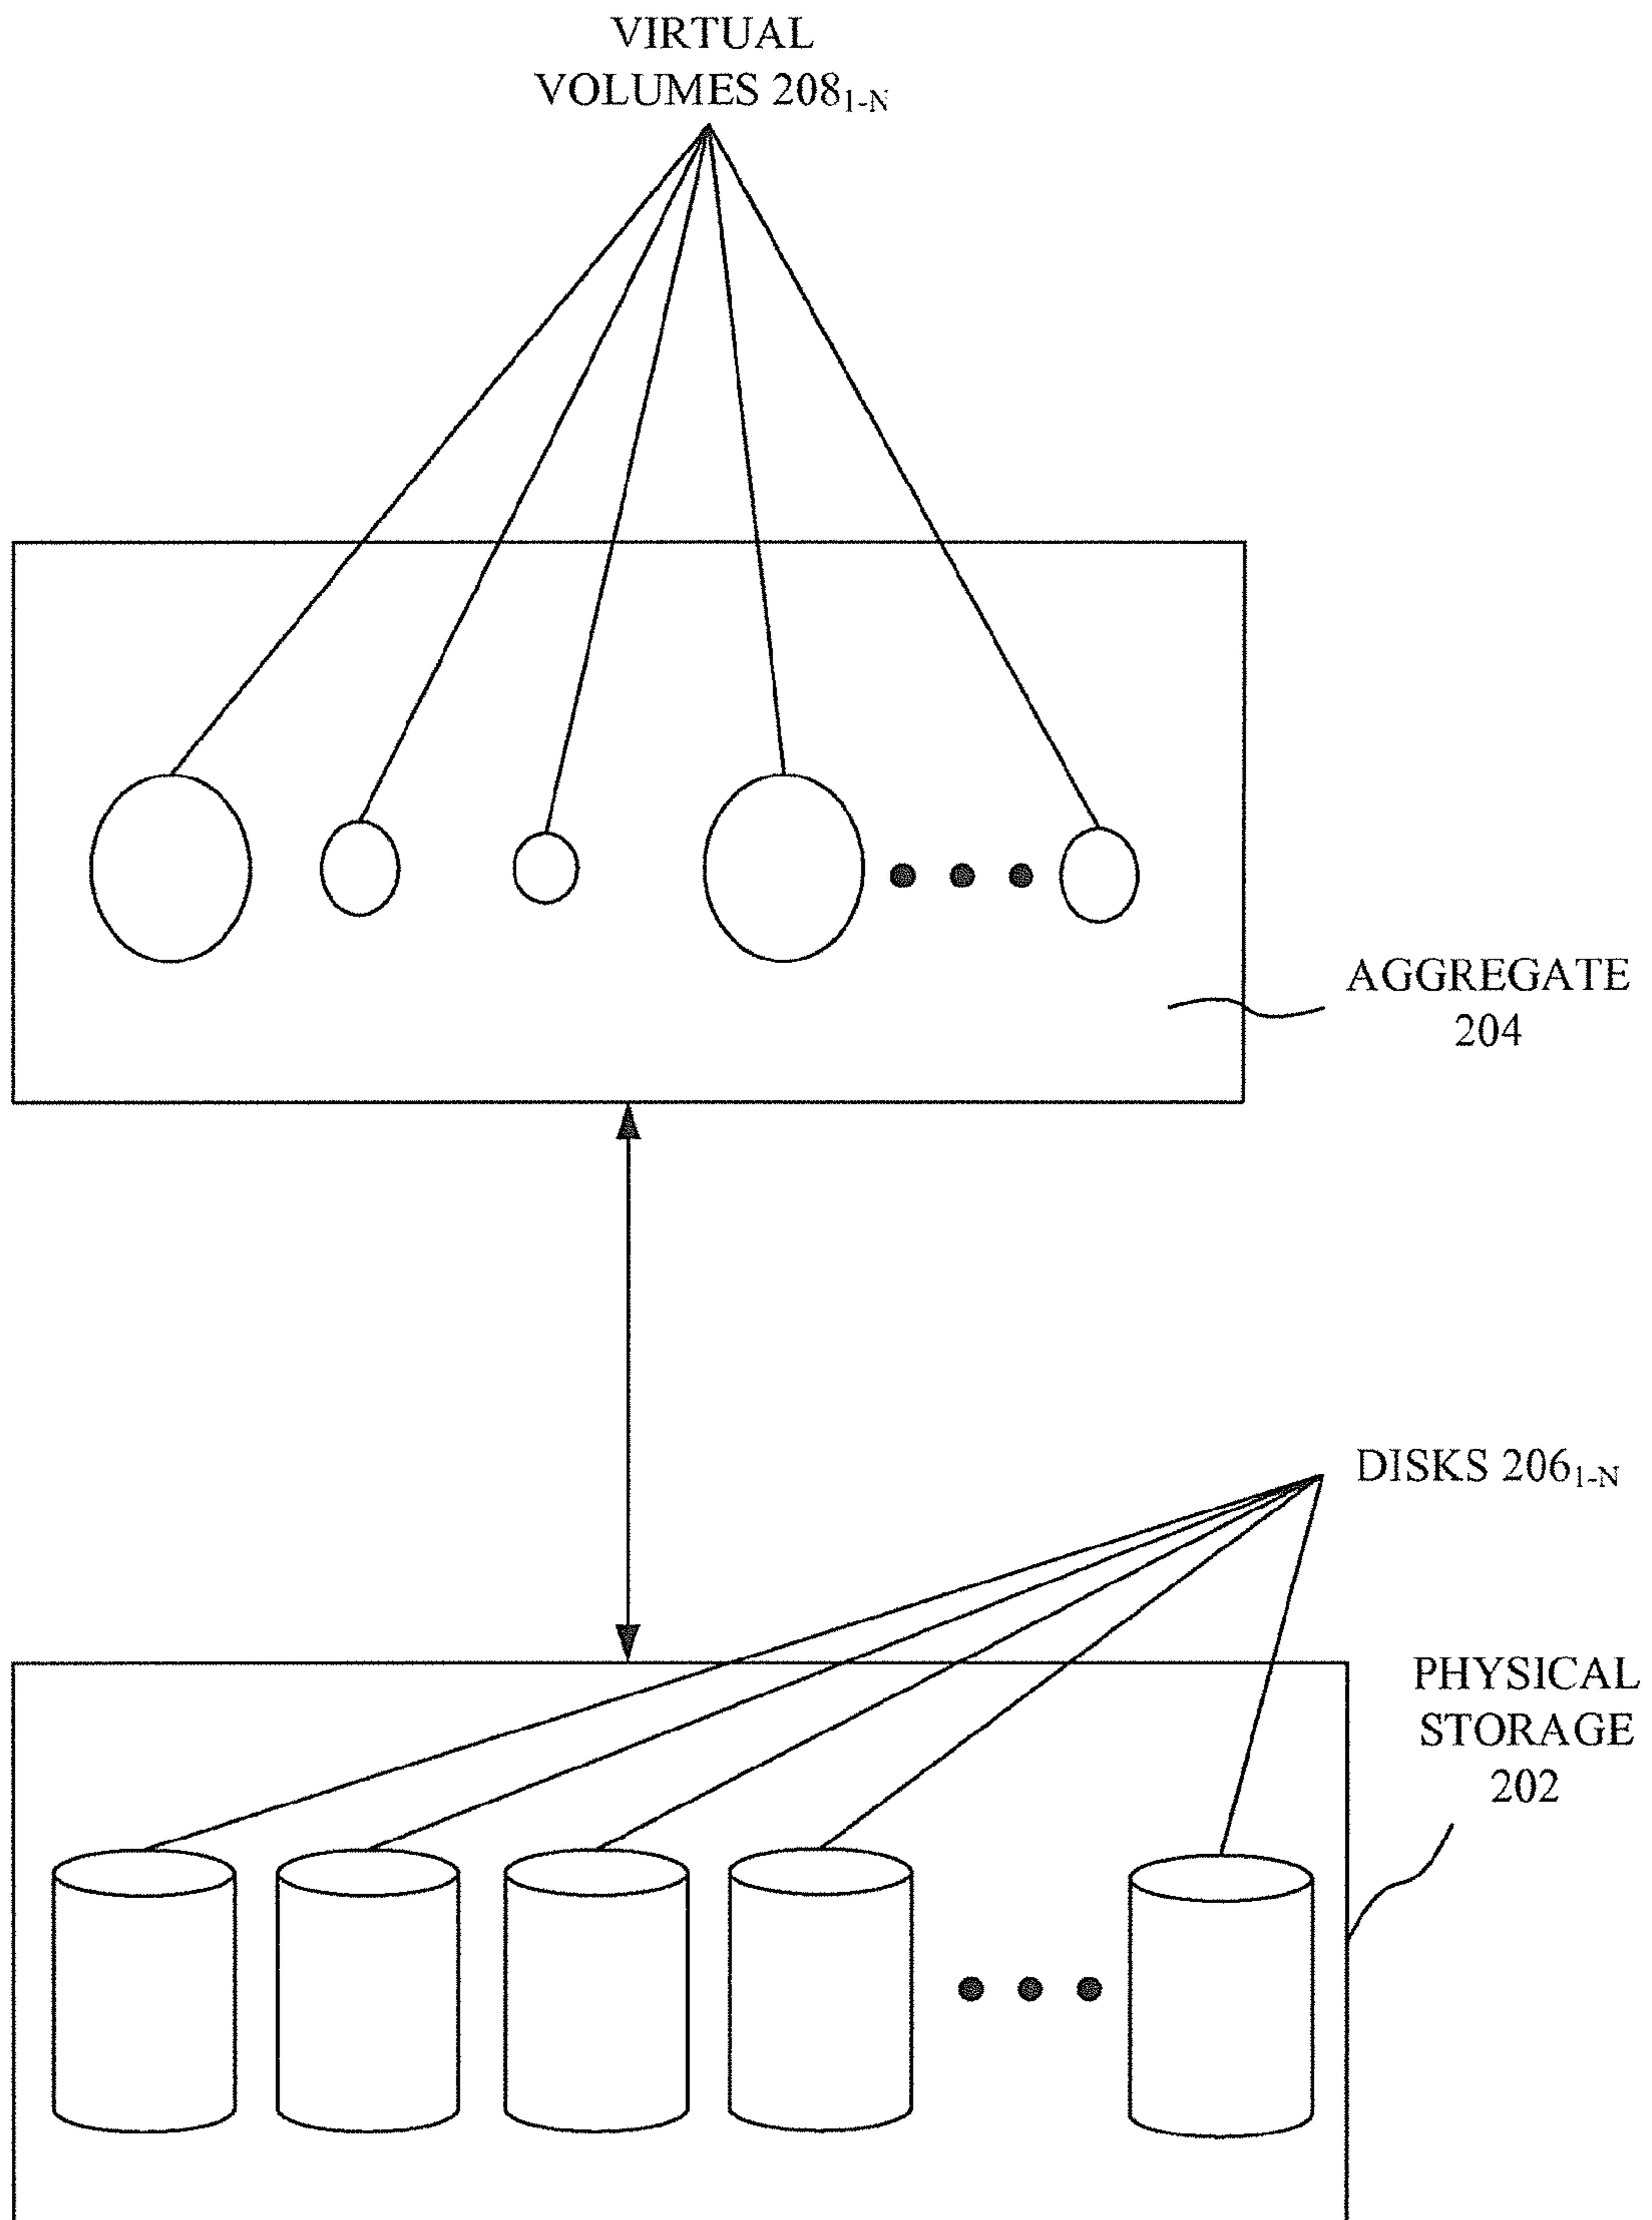 VIRTUAL
VOLUMES 208₁₋N
AGGREGATE
204
DISKS 206₁₋N
PHYSICAL
STORAGE
202